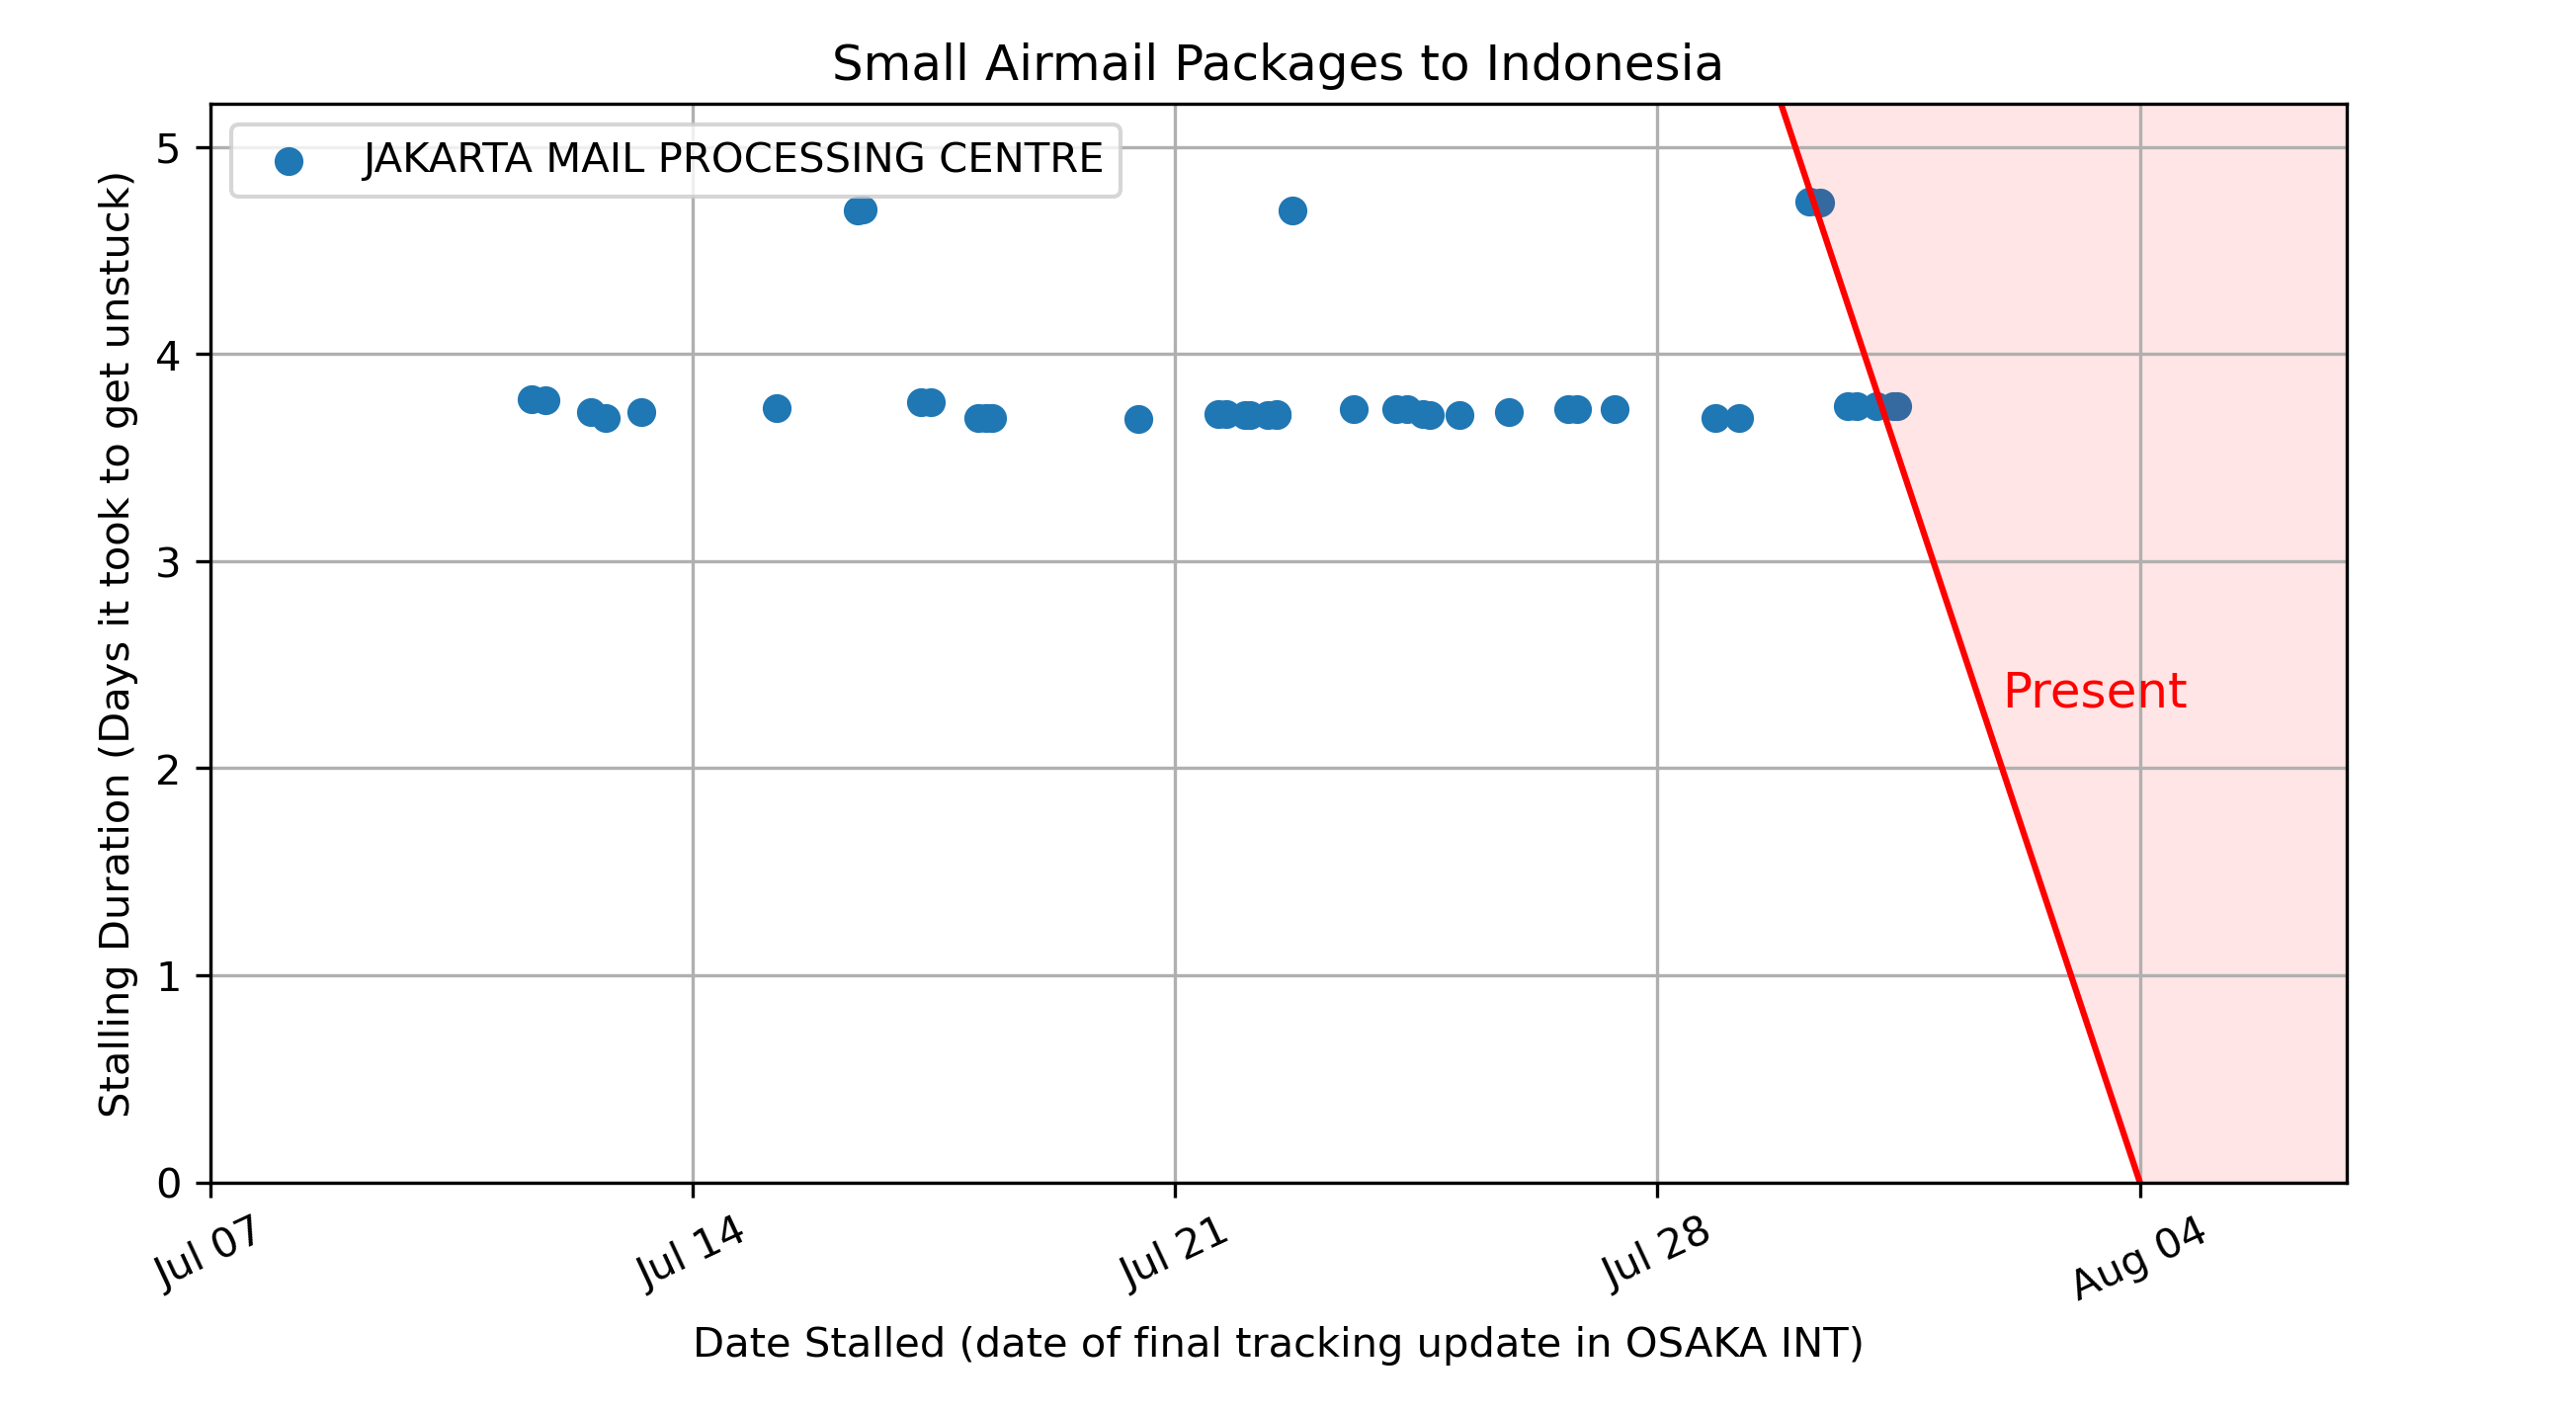 Small Airmail Packages to Indonesia
JAKARTA MAIL PROCESSING CENTRE
Stalling Duration (Days it took to get unstuck)
5
4
3
2
1
0
Present
Jul 07
Jul 14
Jul 21
Jul 28
Aug 04
Date Stalled (date of final tracking update in OSAKA INT)